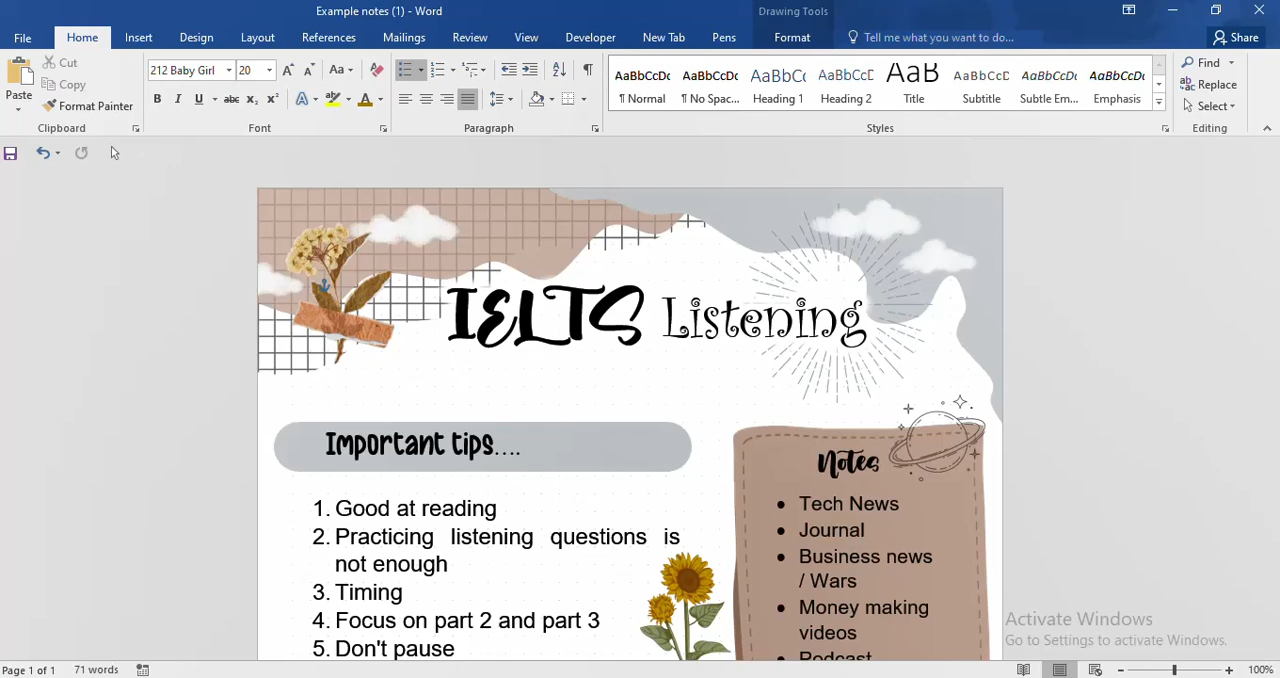 Example notes (1) - Word
Drawing Tools
File Home Insert Design Layout References Mailings Review View Developer New Tab Pens Format Tell me what you want to do... Share
Paste
Cut
Copy
Format Painter
212 Baby Girl 20
Aa
B I U abc X₂ X² A A
AaBbCcDc AaBbCcDc AaBbCc AaBbCcD AaB AaBbCcD AaBbCcDc AaBbCcDc
¶ Normal ¶ No Spac... Heading 1 Heading 2 Title Subtitle Subtle Em... Emphasis
Find
Replace
Select
Clipboard Font Paragraph Styles Editing
IELTS Listening
Important tips....
1. Good at reading
2. Practicing listening questions is
not enough
3. Timing
4. Focus on part 2 and part 3
5. Don't pause
Notes
• Tech News
• Journal
• Business news
/ Wars
• Money making
videos
• Podcast
Activate Windows
Go to Settings to activate Windows.
Page 1 of 1 71 words 100%